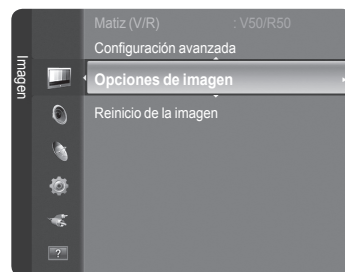 Imagen
Matiz (V/R) : V50/R50
Configuración avanzada
Opciones de imagen
Reinicio de la imagen
?